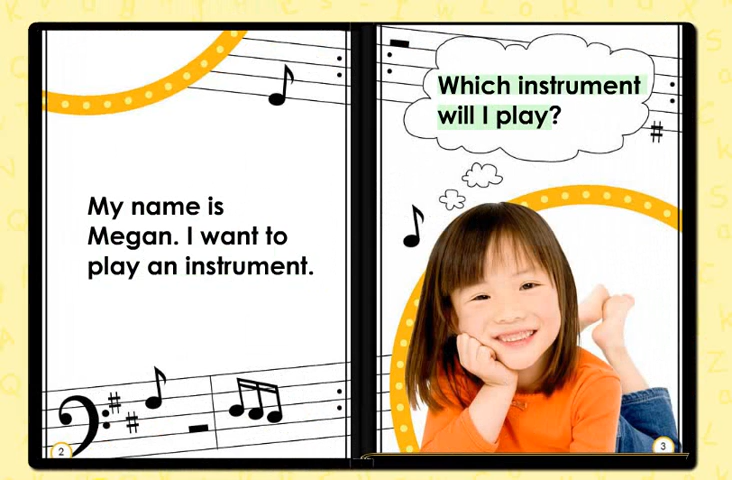 My name is
Megan. I want to
play an instrument.
2
Which instrument
will I play?
3